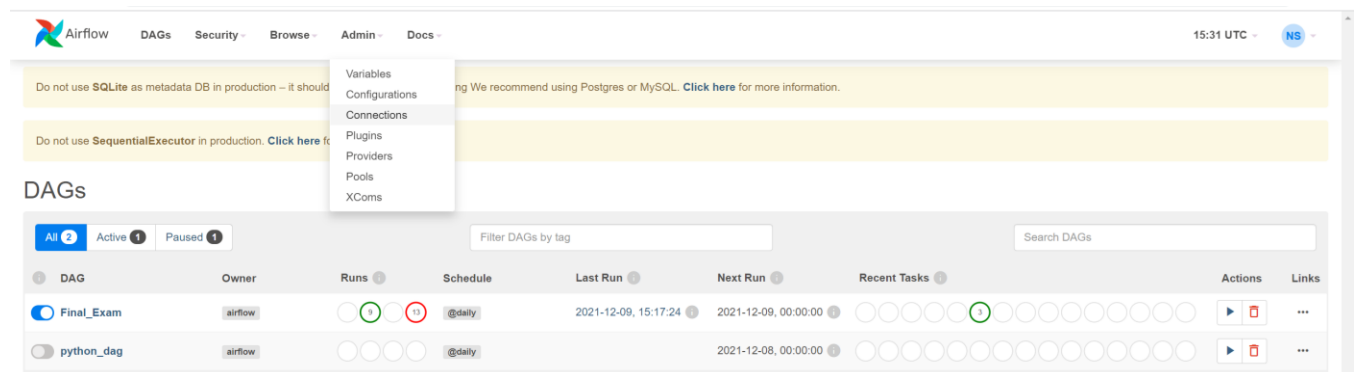 Airflow DAGs Security Browse Admin Docs 15:31 UTC NS
Variables
Do not use SQLite as metadata DB in production – it should ng We recommend using Postgres or MySQL. Click here for more information.
Configurations
Connections
Plugins
Do not use SequentialExecutor in production. Click here fo
Providers
Pools
XComs
DAGs
All 2 Active 1 Paused 1 Filter DAGs by tag Search DAGs
DAG Owner Runs Schedule Last Run Next Run Recent Tasks Actions Links
Final_Exam airflow 9 13 @daily 2021-12-09, 15:17:24 2021-12-09, 00:00:00 3
python_dag airflow @daily 2021-12-08, 00:00:00